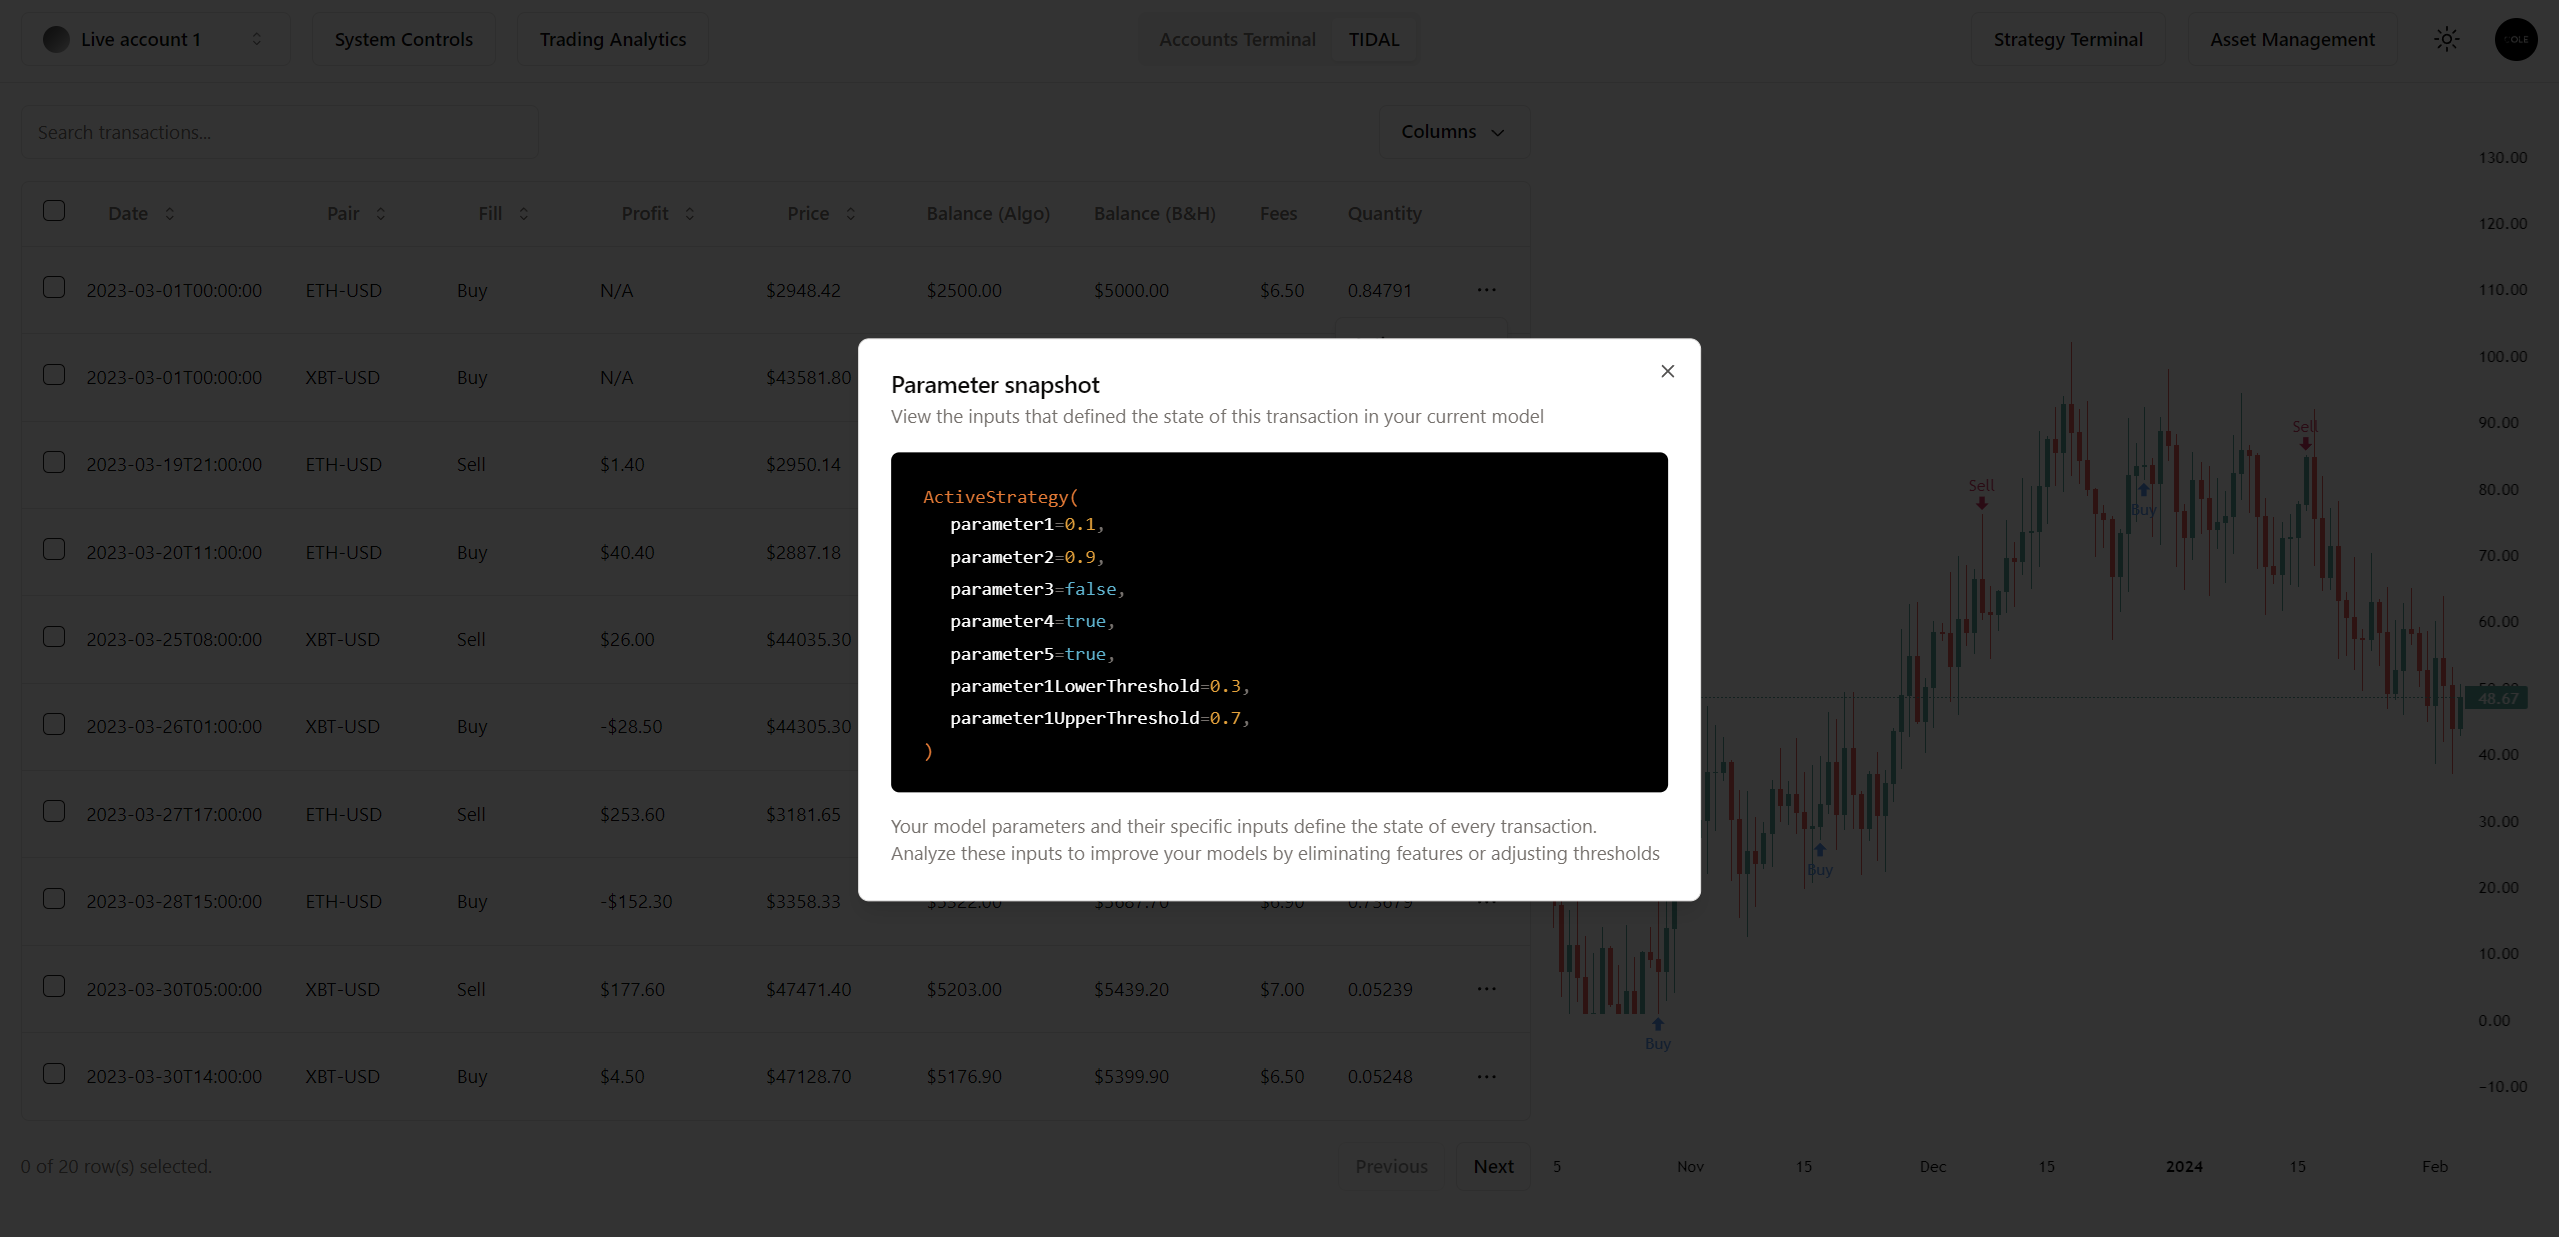 Live account 1
System Controls
Trading Analytics
Accounts Terminal
TIDAL
Strategy Terminal
Asset Management
OLE
Search transactions...
Columns
Date Pair Fill Profit Price Balance (Algo) Balance (B&H) Fees Quantity
2023-03-01T00:00:00 ETH-USD Buy N/A $2948.42 $2500.00 $5000.00 $6.50 0.84791 ...
2023-03-01T00:00:00 XBT-USD Buy N/A $43581.80
2023-03-19T21:00:00 ETH-USD Sell $1.40 $2950.14
2023-03-20T11:00:00 ETH-USD Buy $40.40 $2887.18
2023-03-25T08:00:00 XBT-USD Sell $26.00 $44035.30
2023-03-26T01:00:00 XBT-USD Buy -$28.50 $44305.30
2023-03-27T17:00:00 ETH-USD Sell $253.60 $3181.65
2023-03-28T15:00:00 ETH-USD Buy -$152.30 $3358.33 $5322.00 $5687.70 $6.90 0.73679 ...
2023-03-30T05:00:00 XBT-USD Sell $177.60 $47471.40 $5203.00 $5439.20 $7.00 0.05239 ...
2023-03-30T14:00:00 XBT-USD Buy $4.50 $47128.70 $5176.90 $5399.90 $6.50 0.05248 ...
0 of 20 row(s) selected.
Previous
Next
Parameter snapshot
View the inputs that defined the state of this transaction in your current model
ActiveStrategy(
parameter1=0.1,
parameter2=0.9,
parameter3=false,
parameter4=true,
parameter5=true,
parameter1LowerThreshold=0.3,
parameter1UpperThreshold=0.7,
)
Your model parameters and their specific inputs define the state of every transaction.
Analyze these inputs to improve your models by eliminating features or adjusting thresholds
130.00
120.00
110.00
100.00
90.00
80.00
70.00
60.00
50.00
48.67
40.00
30.00
20.00
10.00
0.00
-10.00
Sell
Sell
Buy
Buy
Buy
5 Nov 15 Dec 15 2024 15 Feb